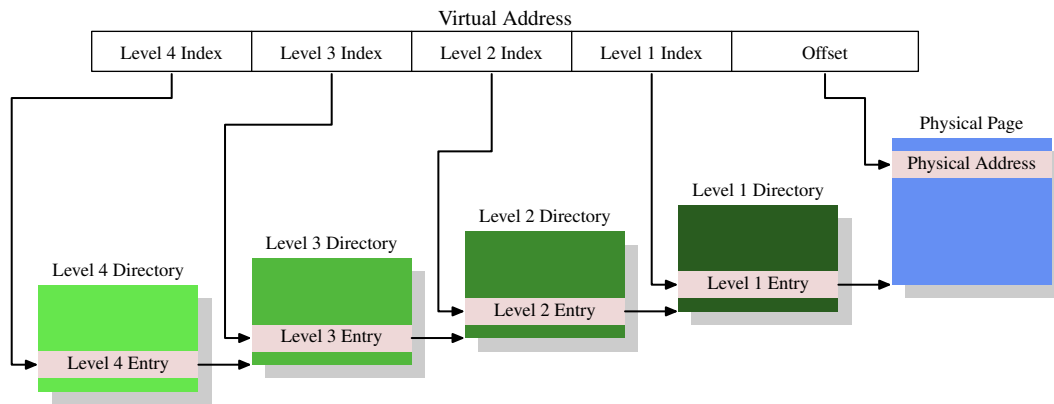 Virtual Address
Level 4 Index
Level 3 Index
Level 2 Index
Level 1 Index
Offset
Physical Page
Physical Address
Level 1 Directory
Level 1 Entry
Level 2 Directory
Level 2 Entry
Level 3 Directory
Level 3 Entry
Level 4 Directory
Level 4 Entry